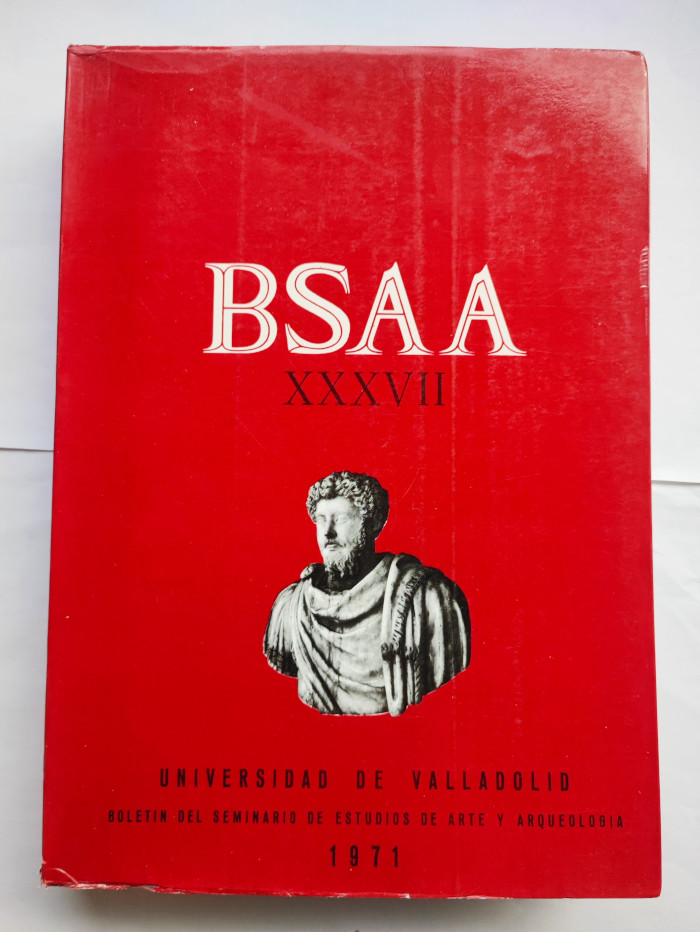 BSAA
XXXVII
UNIVERSIDAD DE VALLADOLID
BOLETIN DEL SEMINARIO DE ESTUDIOS DE ARTE Y ARQUEOLOGIA
1971